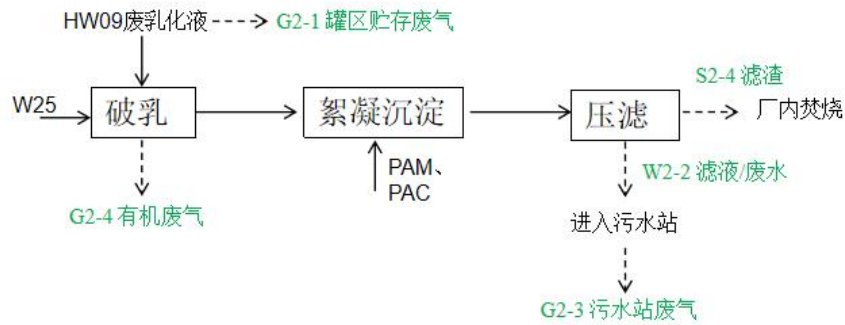 HW09废乳化液
G2-1 罐区贮存废气
S2-4 滤渣
W25
破乳
絮凝沉淀
压滤
厂内焚烧
PAM、
PAC
W2-2 滤液/废水
G2-4 有机废气
进入污水站
G2-3 污水站废气